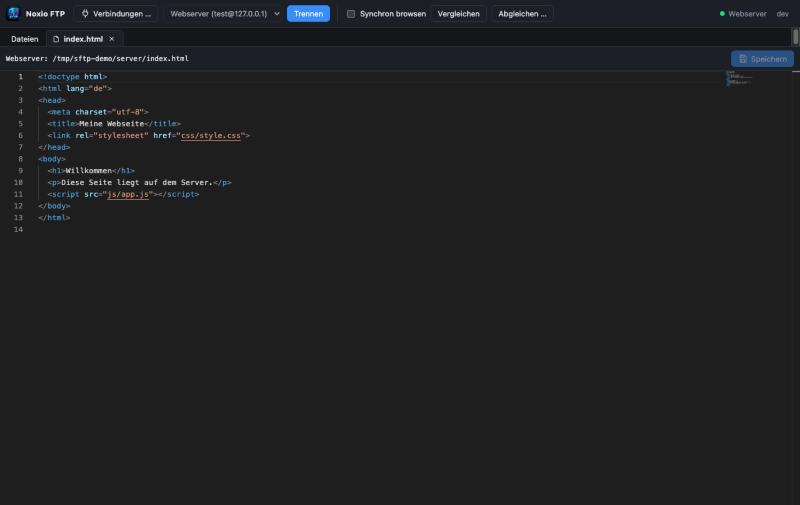 Noxio FTP
Verbindungen ...
Webserver (test@127.0.0.1)
Trennen
Synchron browsen
Vergleichen
Abgleichen ...
Webserver
dev
Dateien
index.html ×
Webserver: /tmp/sftp-demo/server/index.html
Speichern
1 <!doctype html>
2 <html lang="de">
3 <head>
4 <meta charset="utf-8">
5 <title>Meine Webseite</title>
6 <link rel="stylesheet" href="css/style.css">
7 </head>
8 <body>
9 <h1>Willkommen</h1>
10 <p>Diese Seite liegt auf dem Server.</p>
11 <script src="js/app.js"></script>
12 </body>
13 </html>
14